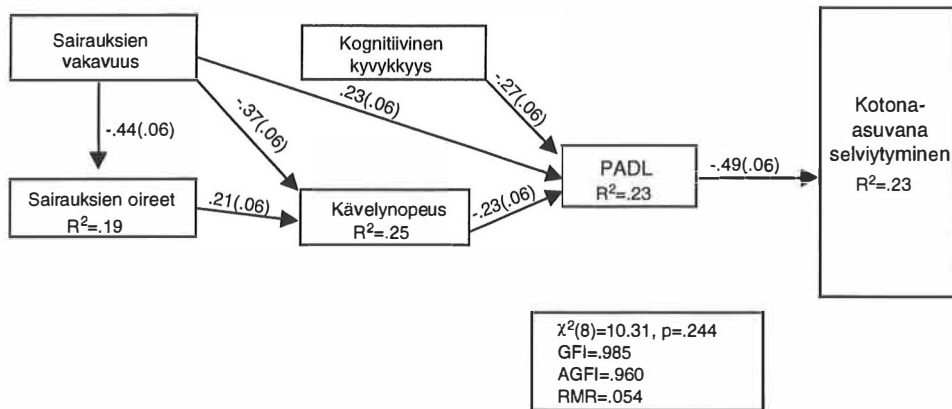 Sairauksien
vakavuus
Kognitiivinen
kyvykkyys
Kotona-
asuvana
selviytyminen
R²=.23
.23(.06)
-.27(.06)
-.37(.06)
-.44(.06)
PADL
R²=.23
-.49(.06)
Sairauksien oireet
R²=.19
.21(.06)
Kävelynopeus
R²=.25
-.23(.06)
χ²(8)=10.31, p=.244
GFI=.985
AGFI=.960
RMR=.054